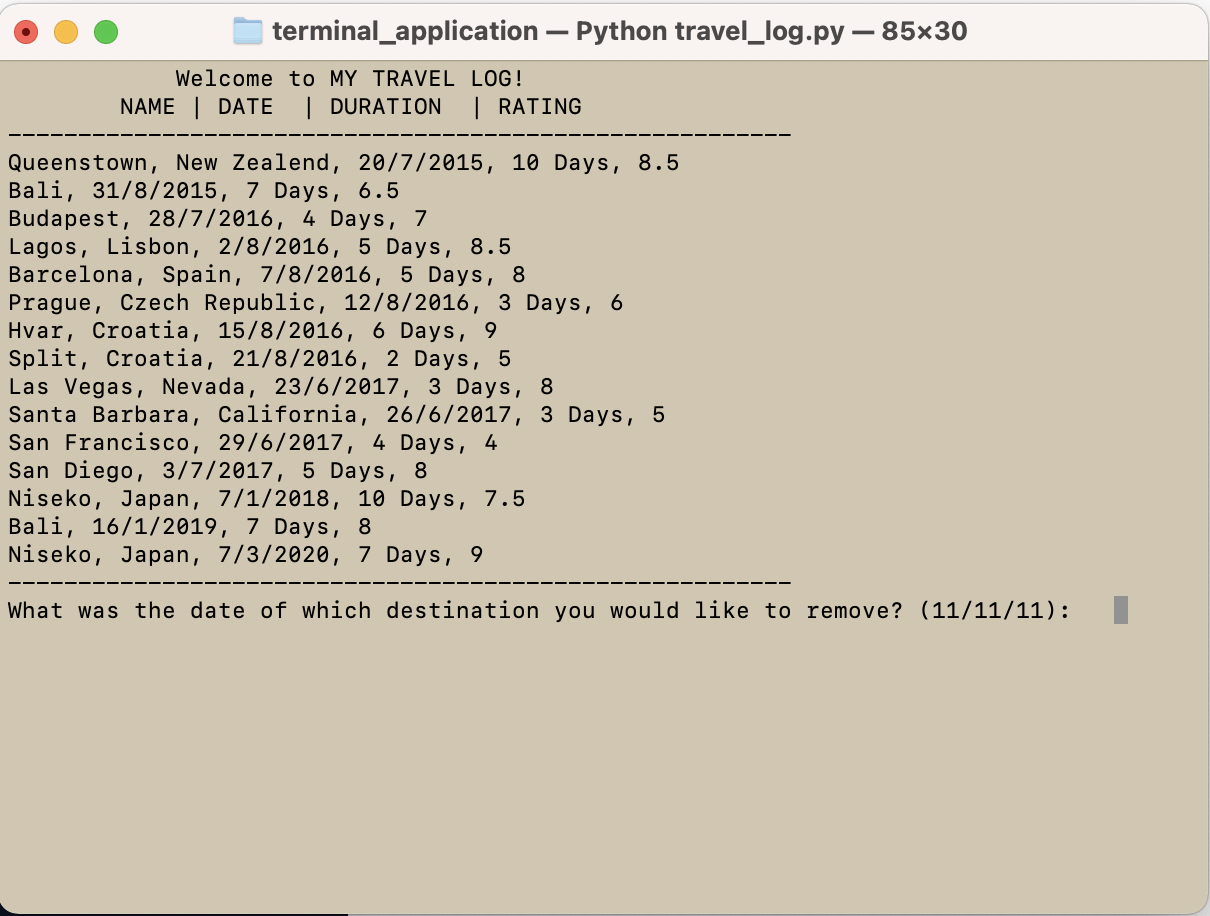 terminal_application — Python travel_log.py — 85×30
Welcome to MY TRAVEL LOG!
NAME | DATE | DURATION | RATING
--------------------------------------------------------
Queenstown, New Zealend, 20/7/2015, 10 Days, 8.5
Bali, 31/8/2015, 7 Days, 6.5
Budapest, 28/7/2016, 4 Days, 7
Lagos, Lisbon, 2/8/2016, 5 Days, 8.5
Barcelona, Spain, 7/8/2016, 5 Days, 8
Prague, Czech Republic, 12/8/2016, 3 Days, 6
Hvar, Croatia, 15/8/2016, 6 Days, 9
Split, Croatia, 21/8/2016, 2 Days, 5
Las Vegas, Nevada, 23/6/2017, 3 Days, 8
Santa Barbara, California, 26/6/2017, 3 Days, 5
San Francisco, 29/6/2017, 4 Days, 4
San Diego, 3/7/2017, 5 Days, 8
Niseko, Japan, 7/1/2018, 10 Days, 7.5
Bali, 16/1/2019, 7 Days, 8
Niseko, Japan, 7/3/2020, 7 Days, 9
--------------------------------------------------------
What was the date of which destination you would like to remove? (11/11/11):